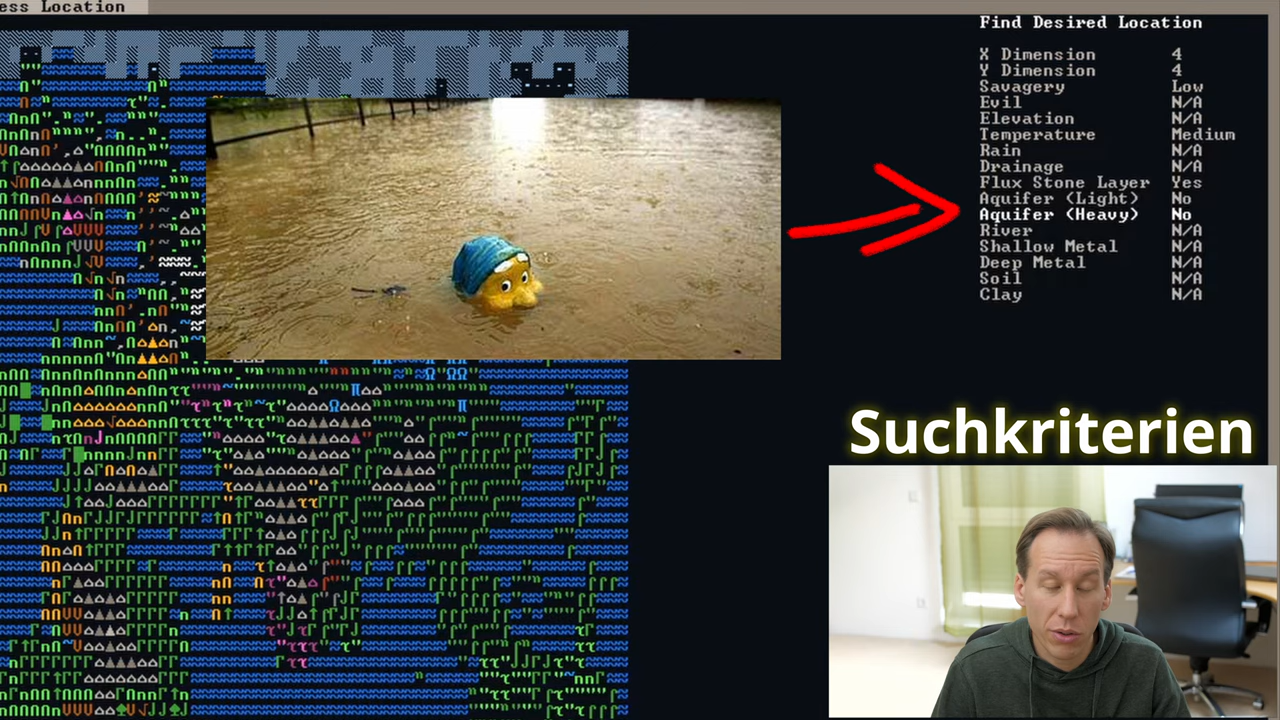 ess Location
Find Desired Location
X Dimension 4
Y Dimension 4
Savagery Low
Evil N/A
Elevation N/A
Temperature Medium
Rain N/A
Drainage N/A
Flux Stone Layer Yes
Aquifer (Light) No
Aquifer (Heavy) No
River N/A
Shallow Metal N/A
Deep Metal N/A
Soil N/A
Clay N/A
Suchkriterien